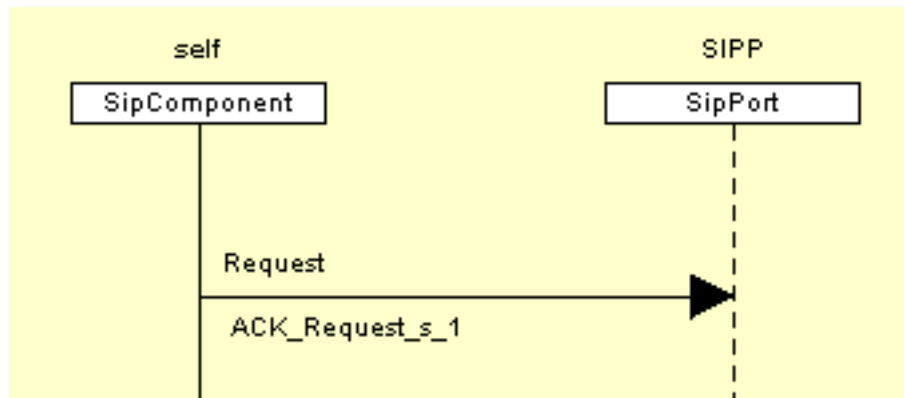 self
SIPP
SipComponent
SipPort
Request
ACK_Request_s_1